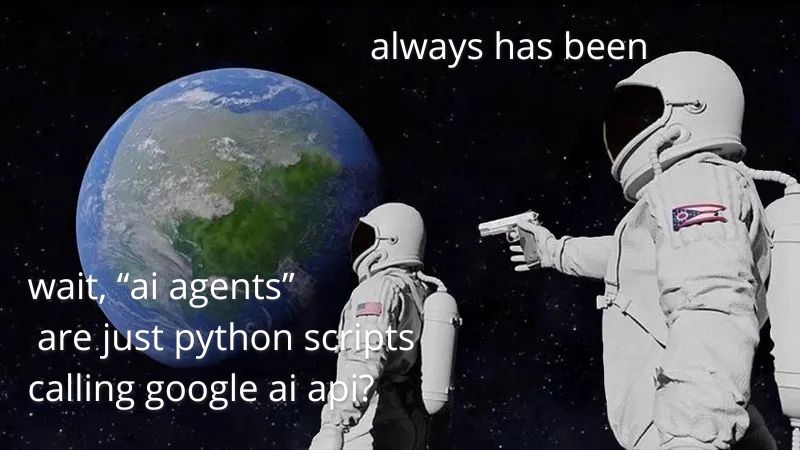 always has been
wait, “ai agents”
are just python scripts
calling google ai api?